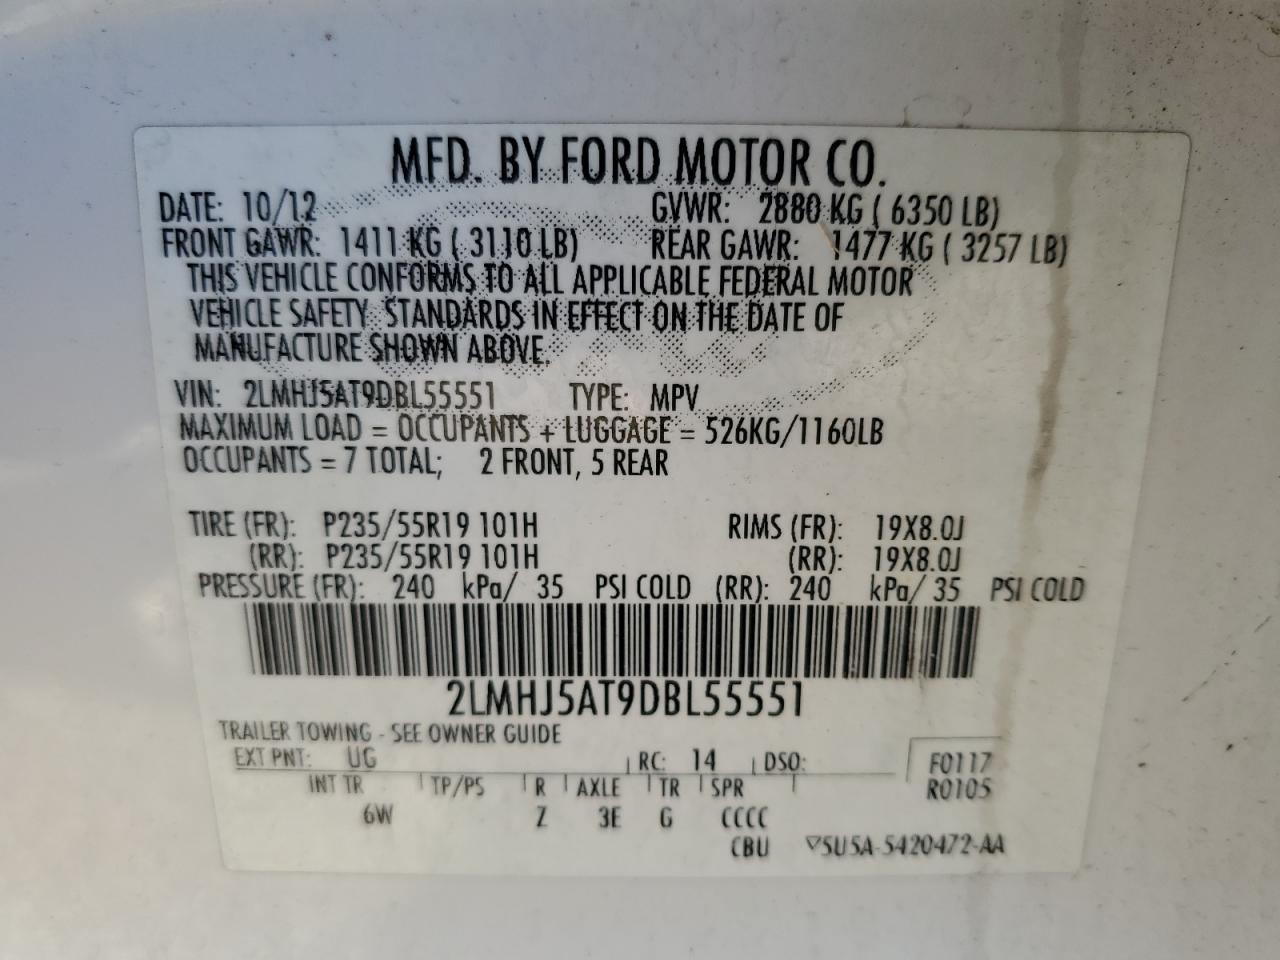 MFD. BY FORD MOTOR CO.
DATE: 10/12 GVWR: 2880 KG ( 6350 LB)
FRONT GAWR: 1411 KG ( 3110 LB) REAR GAWR: 1477 KG ( 3257 LB)
THIS VEHICLE CONFORMS TO ALL APPLICABLE FEDERAL MOTOR
VEHICLE SAFETY STANDARDS IN EFFECT ON THE DATE OF
MANUFACTURE SHOWN ABOVE.
VIN: 2LMHJ5AT9DBL55551 TYPE: MPV
MAXIMUM LOAD = OCCUPANTS + LUGGAGE = 526KG/1160LB
OCCUPANTS = 7 TOTAL; 2 FRONT, 5 REAR
TIRE (FR): P235/55R19 101H RIMS (FR): 19X8.0J
(RR): P235/55R19 101H (RR): 19X8.0J
PRESSURE (FR): 240 kPa/ 35 PSI COLD (RR): 240 kPa/ 35 PSI COLD
2LMHJ5AT9DBL55551
TRAILER TOWING - SEE OWNER GUIDE
EXT PNT: UG RC: 14 DSO: F0117
INT TR TP/PS R AXLE TR SPR R0105
6W Z 3E G CCCC
CBU ▽5U5A-5420472-AA